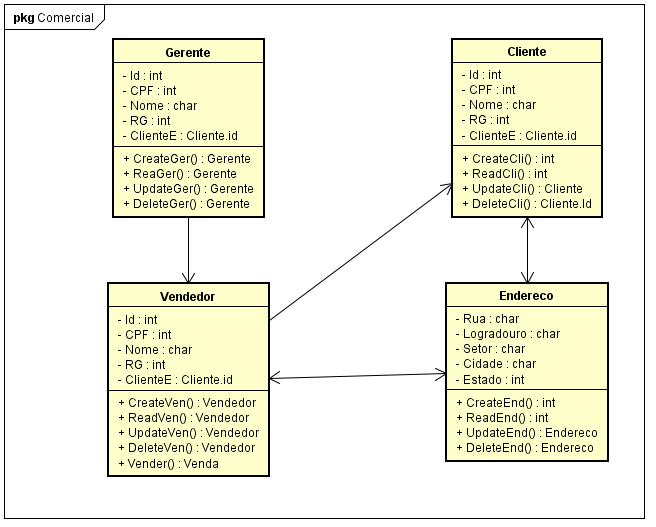 pkg Comercial
Gerente
- Id : int
- CPF : int
- Nome : char
- RG : int
- ClienteE : Cliente.id
+ CreateGer() : Gerente
+ ReaGer() : Gerente
+ UpdateGer() : Gerente
+ DeleteGer() : Gerente
Cliente
- Id : int
- CPF : int
- Nome : char
- RG : int
- ClienteE : Cliente.id
+ CreateCli() : int
+ ReadCli() : int
+ UpdateCli() : Cliente
+ DeleteCli() : Cliente.Id
Vendedor
- Id : int
- CPF : int
- Nome : char
- RG : int
- ClienteE : Cliente.id
+ CreateVen() : Vendedor
+ ReadVen() : Vendedor
+ UpdateVen() : Vendedor
+ DeleteVen() : Vendedor
+ Vender() : Venda
Endereco
- Rua : char
- Logradouro : char
- Setor : char
- Cidade : char
- Estado : int
+ CreateEnd() : int
+ ReadEnd() : int
+ UpdateEnd() : Endereco
+ DeleteEnd() : Endereco